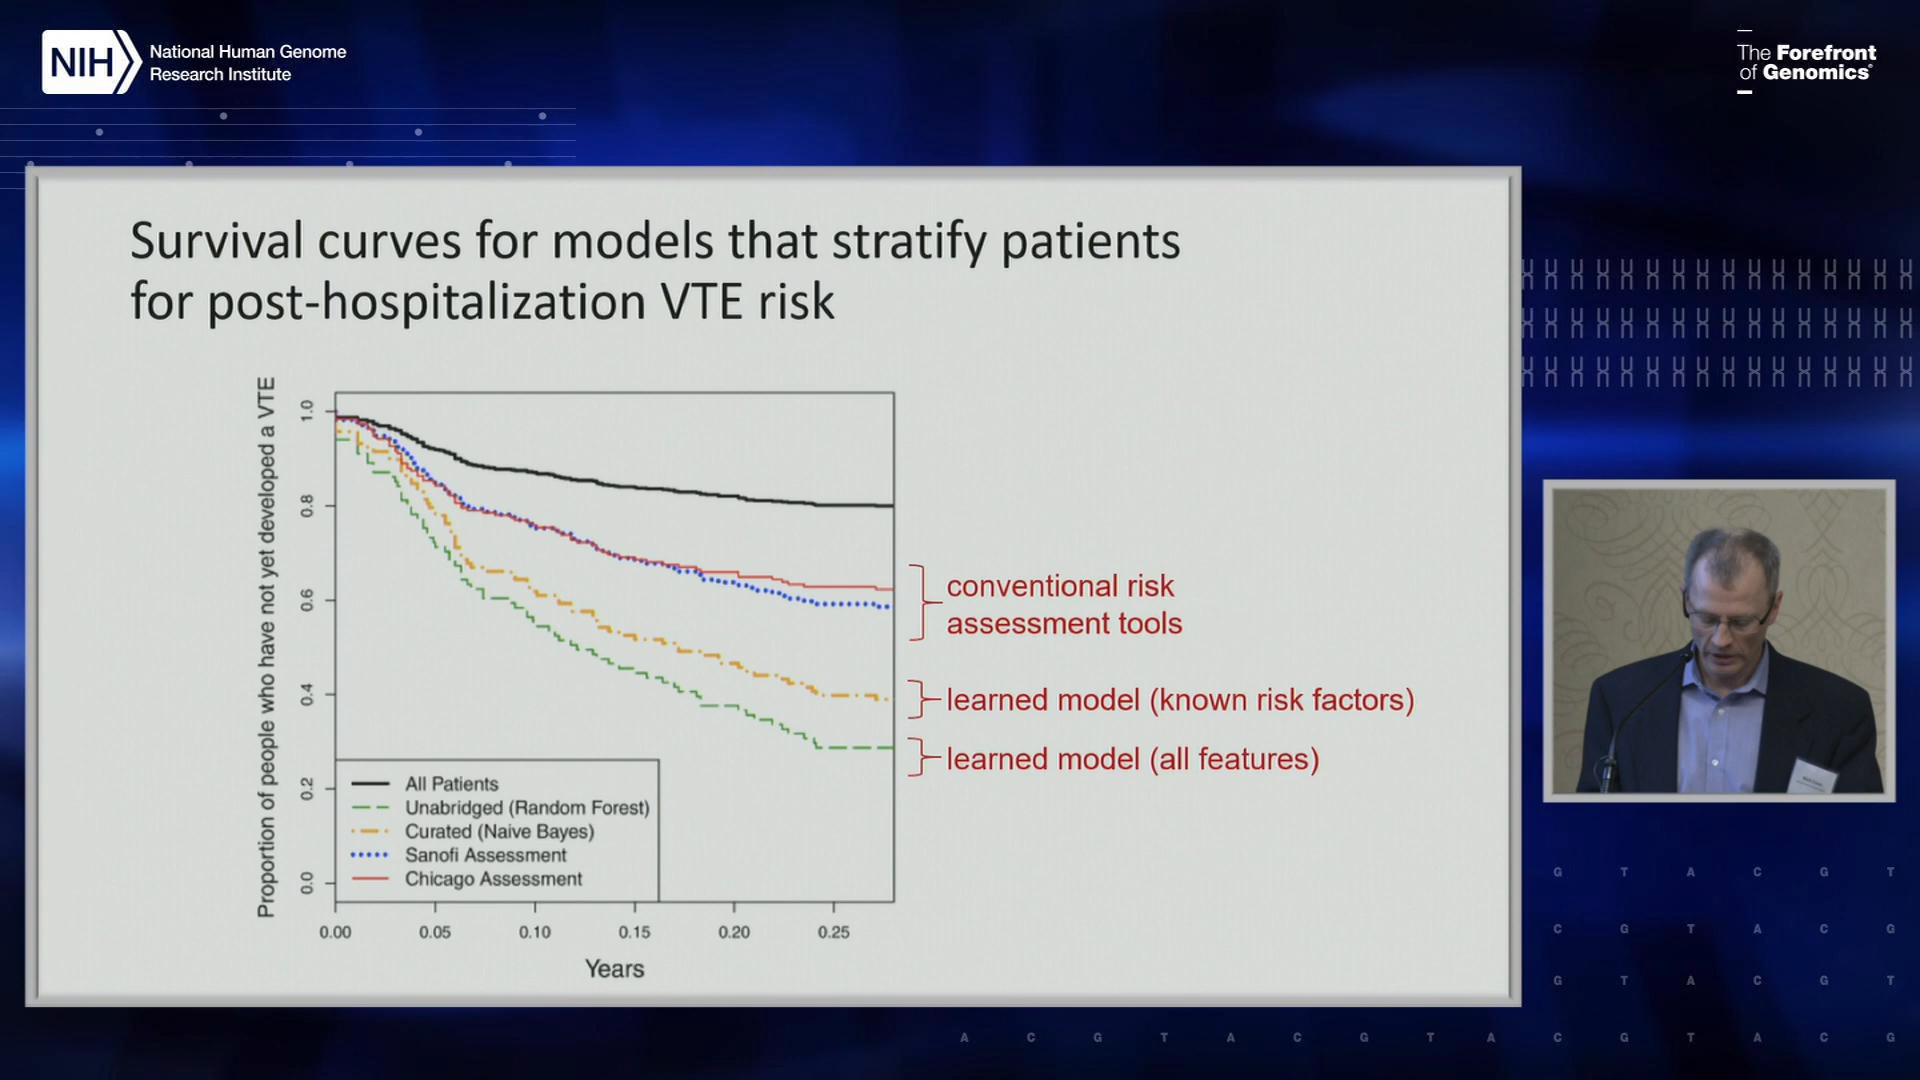 NIH
National Human Genome
Research Institute
The Forefront
of Genomics®
Survival curves for models that stratify patients
for post-hospitalization VTE risk
Proportion of people who have not yet developed a VTE
1.0
0.8
0.6
0.4
0.2
0.0
All Patients
Unabridged (Random Forest)
Curated (Naive Bayes)
Sanofi Assessment
Chicago Assessment
0.00 0.05 0.10 0.15 0.20 0.25
Years
conventional risk
assessment tools
learned model (known risk factors)
learned model (all features)
G T A C G T
C G T A C G
G T A C G T
A C G T A C G T A C G T A C G